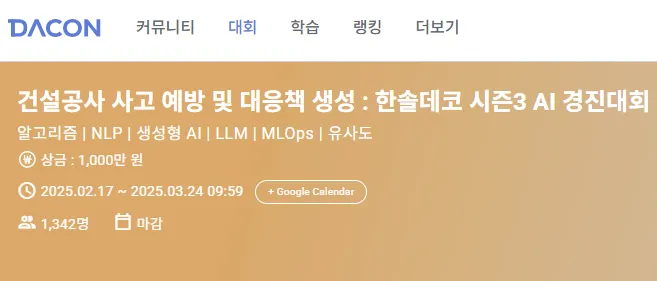 DACON 커뮤니티 대회 학습 랭킹 더보기
건설공사 사고 예방 및 대응책 생성 : 한솔데코 시즌3 AI 경진대회
알고리즘 | NLP | 생성형 AI | LLM | MLOps | 유사도
₩ 상금 : 1,000만 원
2025.02.17 ~ 2025.03.24 09:59 + Google Calendar
1,342명 마감